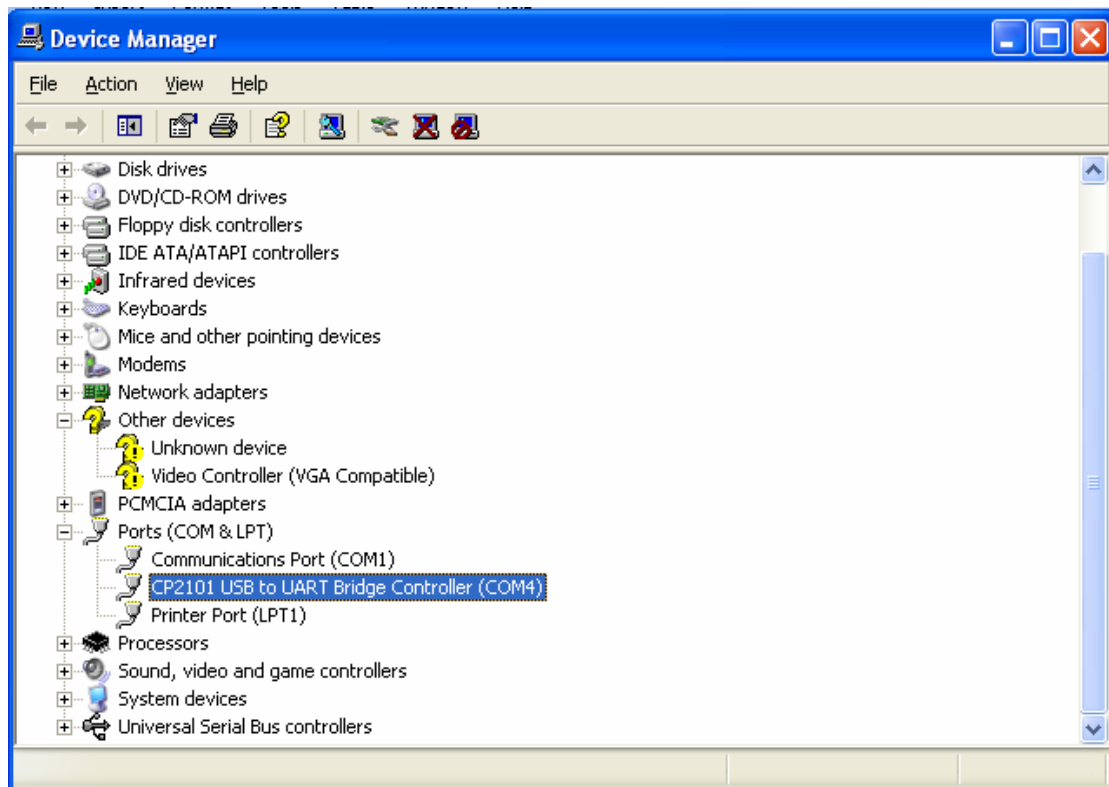 Device Manager
File Action View Help
Disk drives
DVD/CD-ROM drives
Floppy disk controllers
IDE ATA/ATAPI controllers
Infrared devices
Keyboards
Mice and other pointing devices
Modems
Network adapters
Other devices
Unknown device
Video Controller (VGA Compatible)
PCMCIA adapters
Ports (COM & LPT)
Communications Port (COM1)
CP2101 USB to UART Bridge Controller (COM4)
Printer Port (LPT1)
Processors
Sound, video and game controllers
System devices
Universal Serial Bus controllers